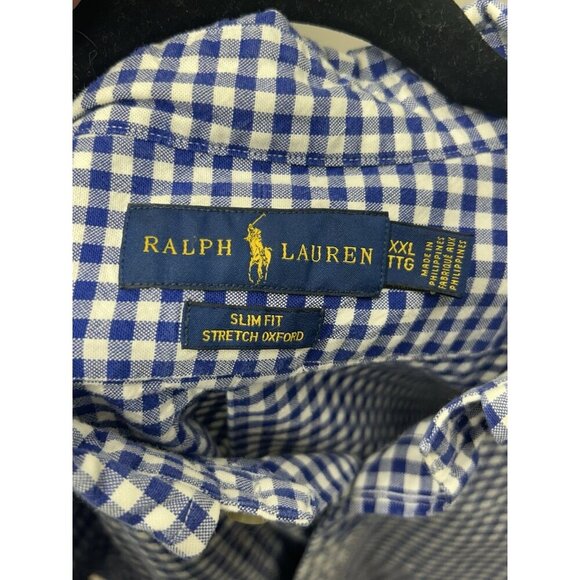 RALPH LAUREN
XXL
TTG
MADE IN
PHILIPPINES
FABRIQUÉ AUX
PHILIPPINES
SLIM FIT
STRETCH OXFORD